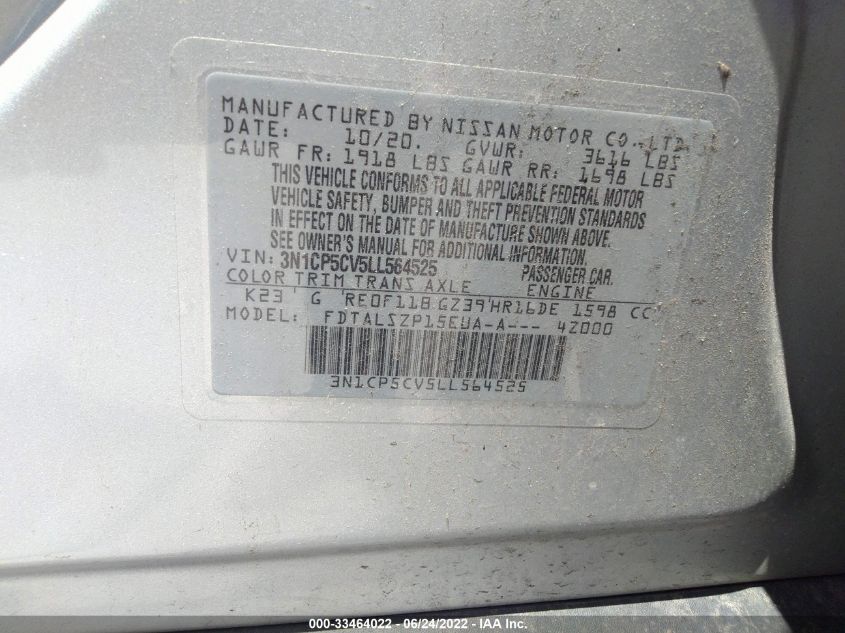 MANUFACTURED BY NISSAN MOTOR CO., LTD.
DATE: 10/20. GVWR: 3616 LBS
GAWR FR: 1918 LBS GAWR RR: 1698 LBS
THIS VEHICLE CONFORMS TO ALL APPLICABLE FEDERAL MOTOR
VEHICLE SAFETY, BUMPER AND THEFT PREVENTION STANDARDS
IN EFFECT ON THE DATE OF MANUFACTURE SHOWN ABOVE.
SEE OWNER'S MANUAL FOR ADDITIONAL INFORMATION.
VIN: 3N1CP5CV5LL564525 PASSENGER CAR.
COLOR TRIM TRANS AXLE ENGINE
K23 G RE0F11B GZ39 HR16DE 1598 CC
MODEL: FDTALSZP15EUA-A--- 4Z000
3N1CP5CV5LL564525
000-33464022 - 06/24/2022 - IAA Inc.